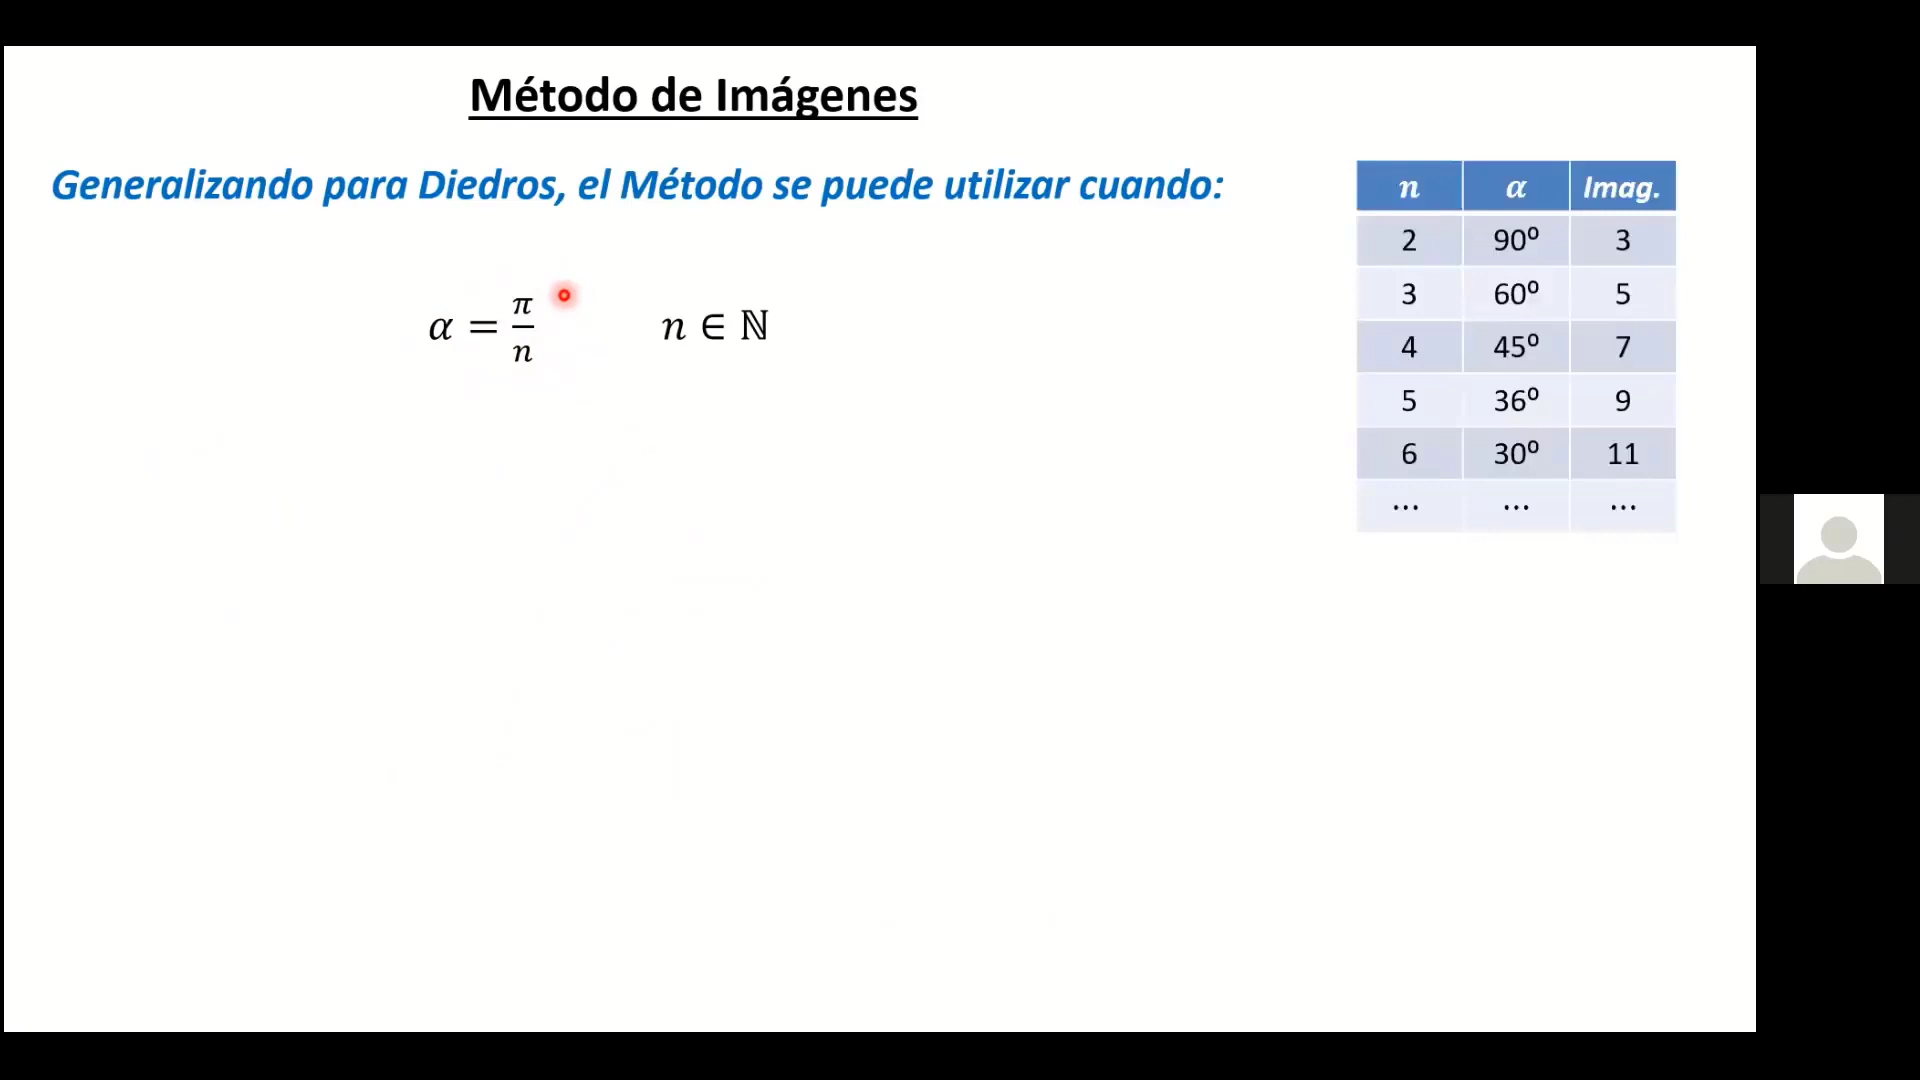 Método de Imágenes
Generalizando para Diedros, el Método se puede utilizar cuando:
α = π/n n ∈ ℕ
n α Imag.
2 90º 3
3 60º 5
4 45º 7
5 36º 9
6 30º 11
... ... ...